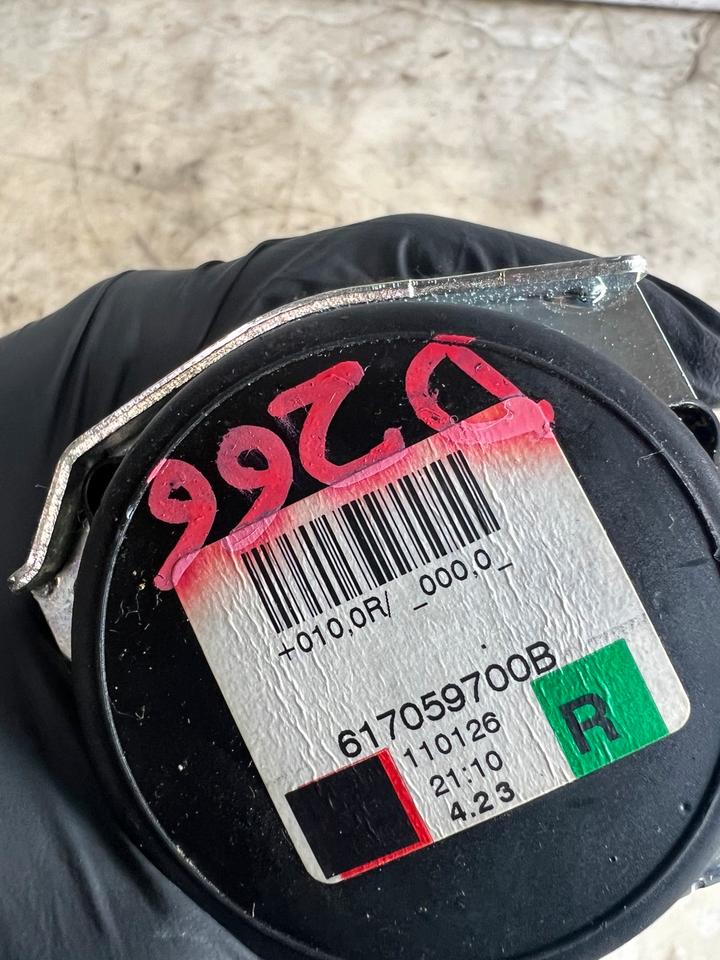 D266
+010,0R/ _000,0_
617059700B
110126
21:10
4.23
R